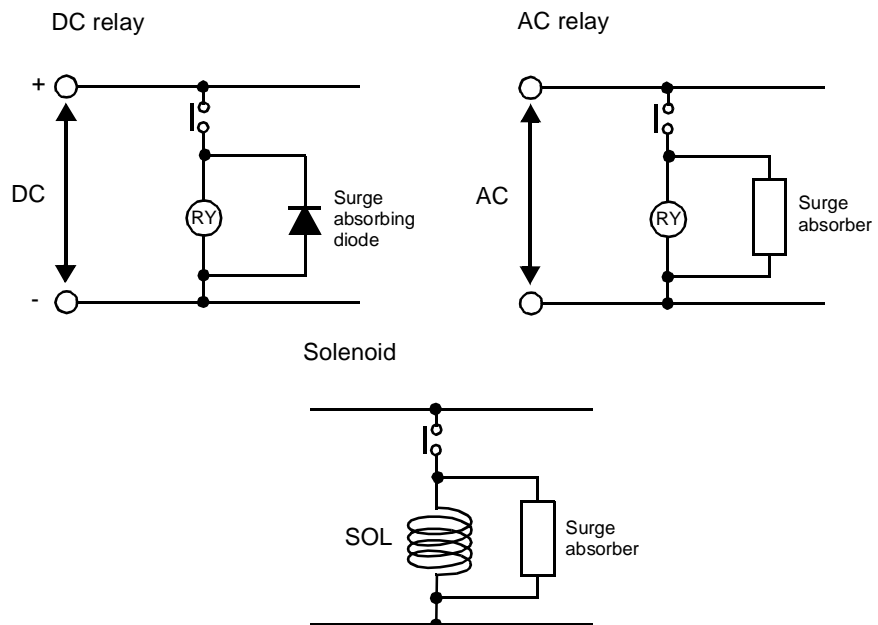 DC relay
+
DC
-
RY
Surge
absorbing
diode
AC relay
AC
RY
Surge
absorber
Solenoid
SOL
Surge
absorber